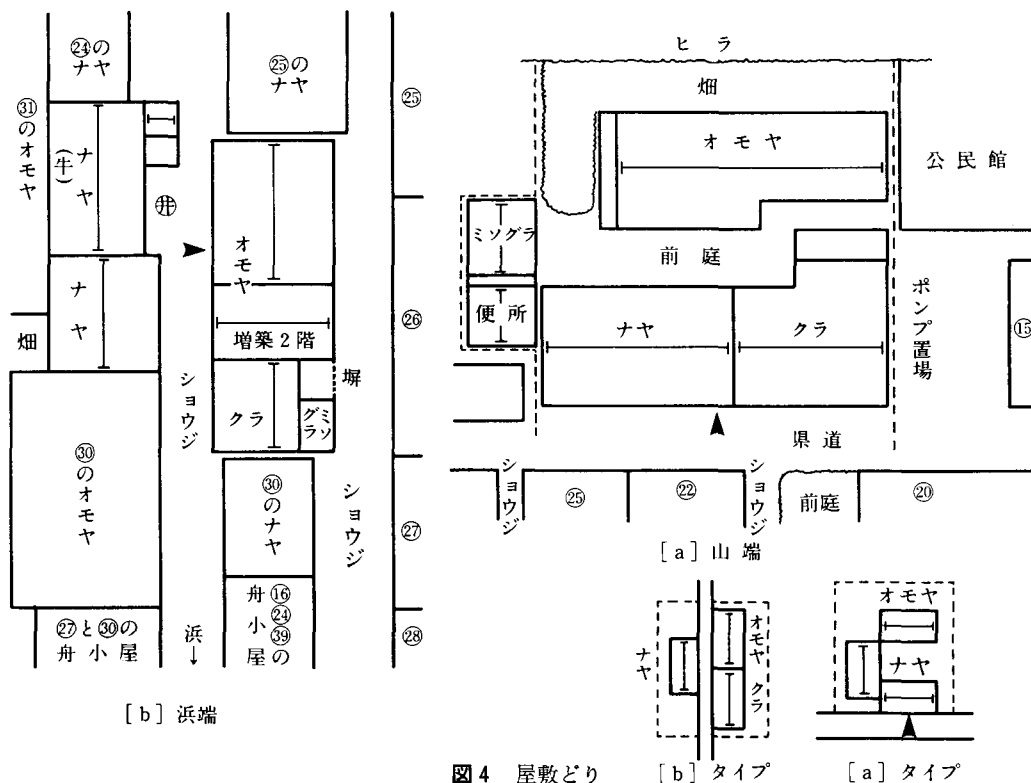 ㉔の
ナヤ
㉛のオモヤ
ナヤ
(牛)
井
ナヤ
畑
㉚のオモヤ
㉗と㉚の
舟小屋
ショウジ
浜
↓
㉕の
ナヤ
オモヤ
増築2階
クラ
ミソ
グラ
塀
㉚のナヤ
舟小屋の
⑯
㉔
㊴
ショウジ
㉕
㉖
㉗
㉘
[b] 浜端
ヒラ
畑
オモヤ
公民館
ミソグラ
前庭
便所
ナヤ
クラ
ポンプ置場
⑮
県道
ショウジ
㉕
㉒
ショウジ
前庭
⑳
[a] 山端
ナヤ
オモヤ
クラ
オモヤ
ナヤ
図4 屋敷どり
[b] タイプ
[a] タイプ